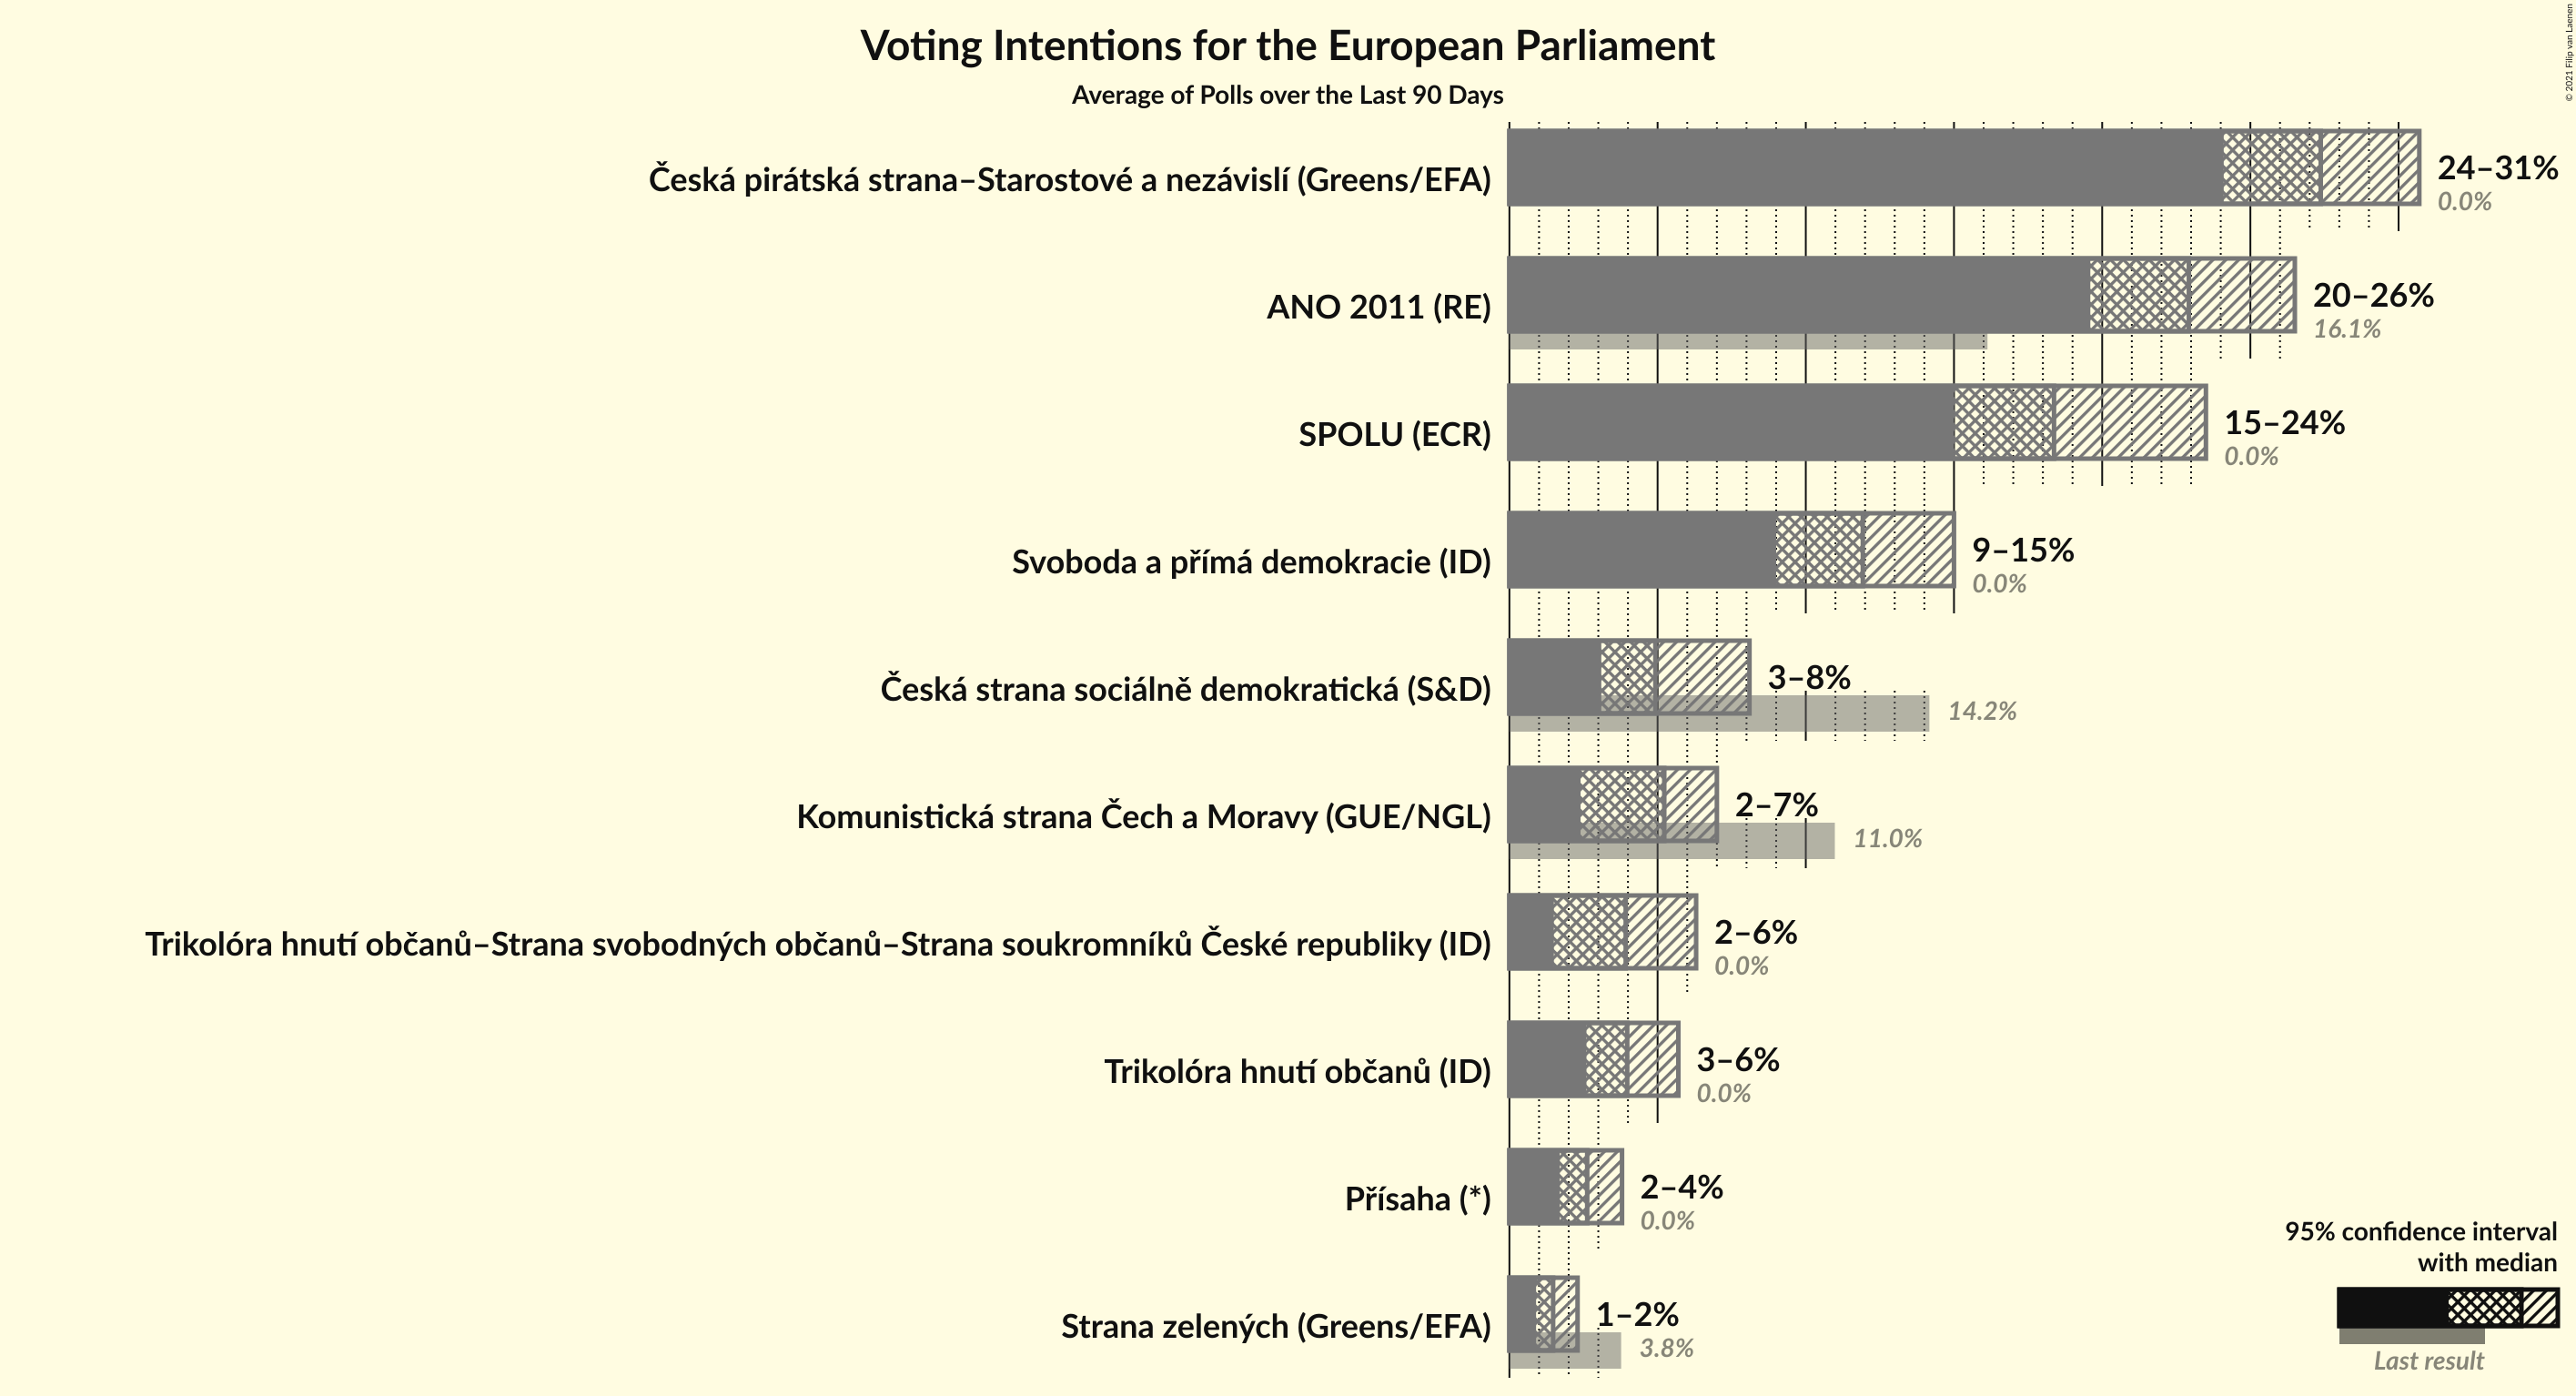 © 2021 Filip van Laenen
Voting Intentions for the European Parliament
Average of Polls over the Last 90 Days
Česká pirátská strana–Starostové a nezávislí (Greens/EFA)
24–31%
0.0%
ANO 2011 (RE)
20–26%
16.1%
SPOLU (ECR)
15–24%
0.0%
Svoboda a přímá demokracie (ID)
9–15%
0.0%
Česká strana sociálně demokratická (S&D)
3–8%
14.2%
Komunistická strana Čech a Moravy (GUE/NGL)
2–7%
11.0%
Trikolóra hnutí občanů–Strana svobodných občanů–Strana soukromníků České republiky (ID)
2–6%
0.0%
Trikolóra hnutí občanů (ID)
3–6%
0.0%
Přísaha (*)
2–4%
0.0%
Strana zelených (Greens/EFA)
1–2%
3.8%
95% confidence interval
with median
Last result